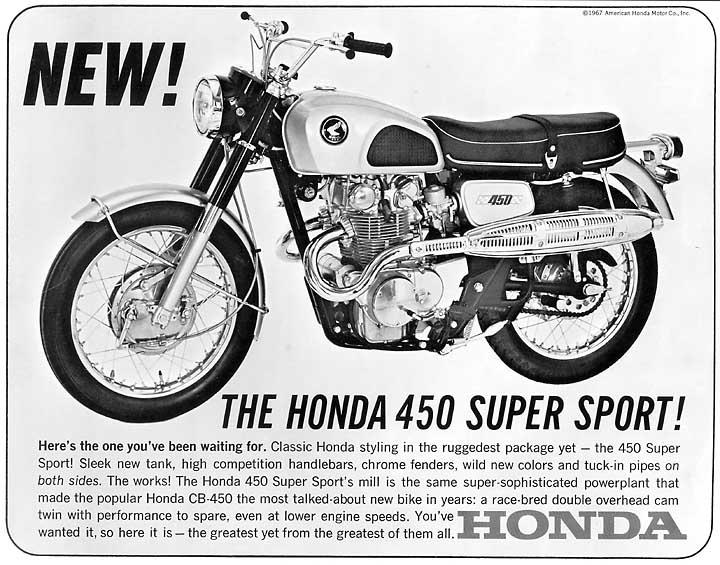 ©1967 American Honda Motor Co., Inc.
NEW!
450
THE HONDA 450 SUPER SPORT!
Here's the one you've been waiting for. Classic Honda styling in the ruggedest package yet – the 450 Super
Sport! Sleek new tank, high competition handlebars, chrome fenders, wild new colors and tuck-in pipes on
both sides. The works! The Honda 450 Super Sport's mill is the same super-sophisticated powerplant that
made the popular Honda CB-450 the most talked-about new bike in years: a race-bred double overhead cam
twin with performance to spare, even at lower engine speeds. You've
wanted it, so here it is – the greatest yet from the greatest of them all.
HONDA